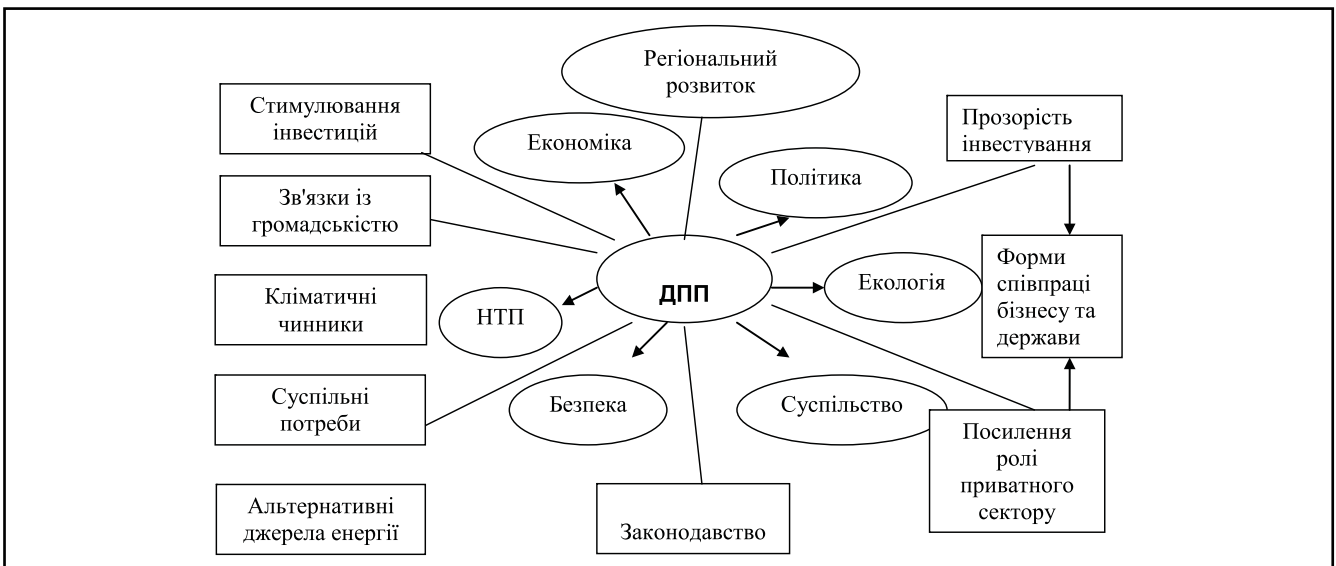 Регіональний
розвиток
Стимулювання
інвестицій
Економіка
Прозорість
інвестування
Політика
Зв'язки із
громадськістю
Форми
співпраці
бізнесу та
держави
Екологія
ДПП
Кліматичні
чинники
НТП
Суспільні
потреби
Безпека
Суспільство
Посилення
ролі
приватного
сектору
Альтернативні
джерела енергії
Законодавство